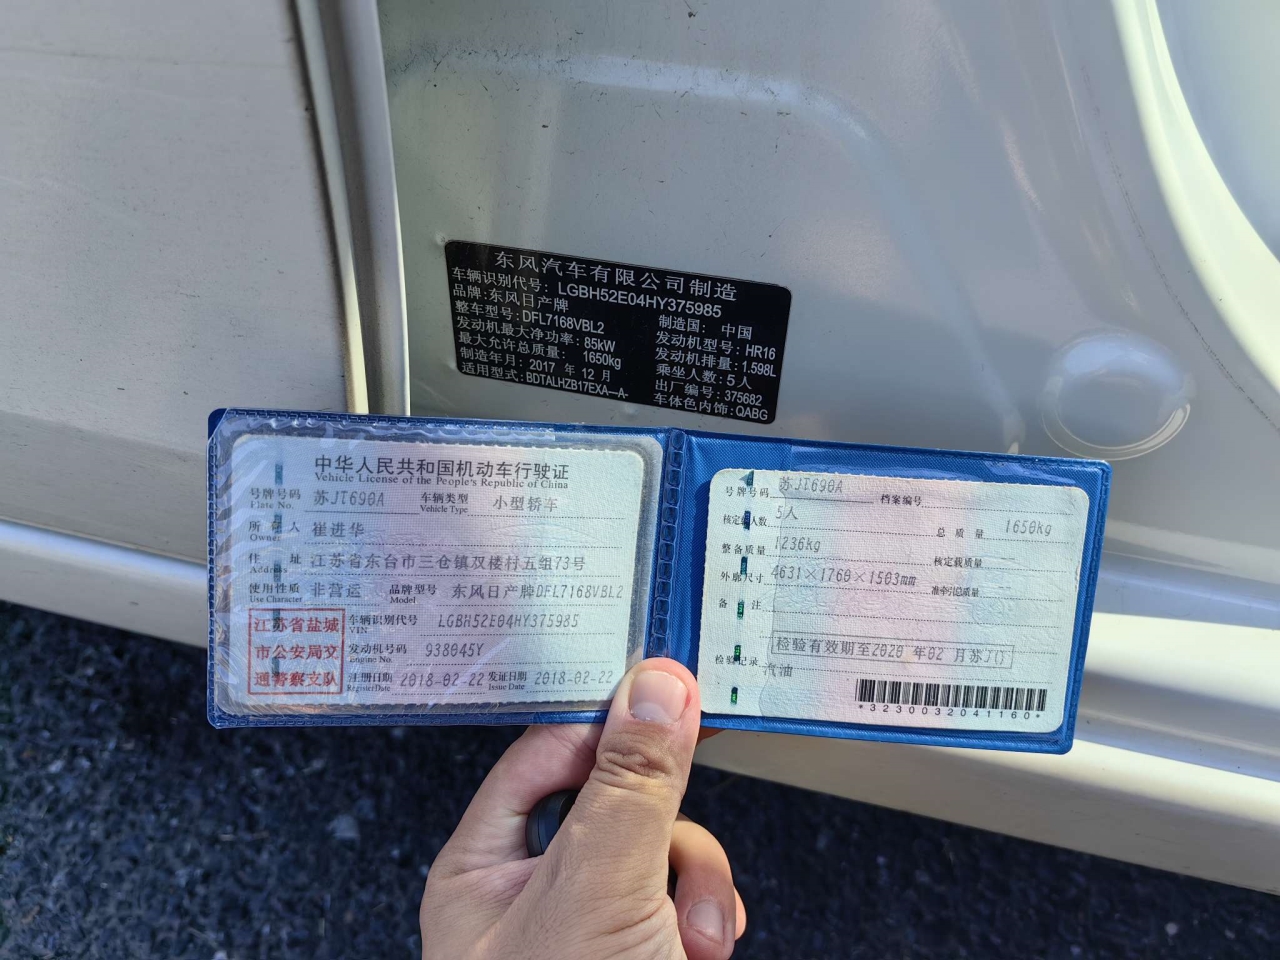 东风汽车有限公司制造
车辆识别代号: LGBH52E04HY375985
品牌:东风日产牌 制造国: 中国
整车型号:DFL7168VBL2 发动机型号:HR16
发动机最大净功率: 85kW 发动机排量:1.598L
最大允许总质量: 1650kg 乘坐人数:5人
制造年月: 2017 年 12 月 出厂编号:375682
适用型式:BDTALHZB17EXA—A- 车体色内饰:QABG
中华人民共和国机动车行驶证
Vehicle License of the People's Republic of China
号牌号码 苏JT690A 车辆类型 小型轿车
Plate No. Vehicle Type
所有人 崔进华
Owner
住址 江苏省东台市三仓镇双楼村五组73号
Address
使用性质 非营运 品牌型号 东风日产牌DFL7168VBL2
Use Character Model
江苏省盐城
市公安局交
通警察支队
车辆识别代号 LGBH52E04HY375985
VIN
发动机号码 938045Y
Engine No.
注册日期 2018-02-22 发证日期 2018-02-22
Register Date Issue Date
号牌号码 苏JT690A 档案编号
核定载人数 5人 总质量 1650kg
整备质量 1236kg 核定载质量 --
外廓尺寸 4631×1760×1503mm 准牵引总质量 --
备注
检验有效期至2020 年02 月苏J()
检验记录 汽油
*3230032041160*